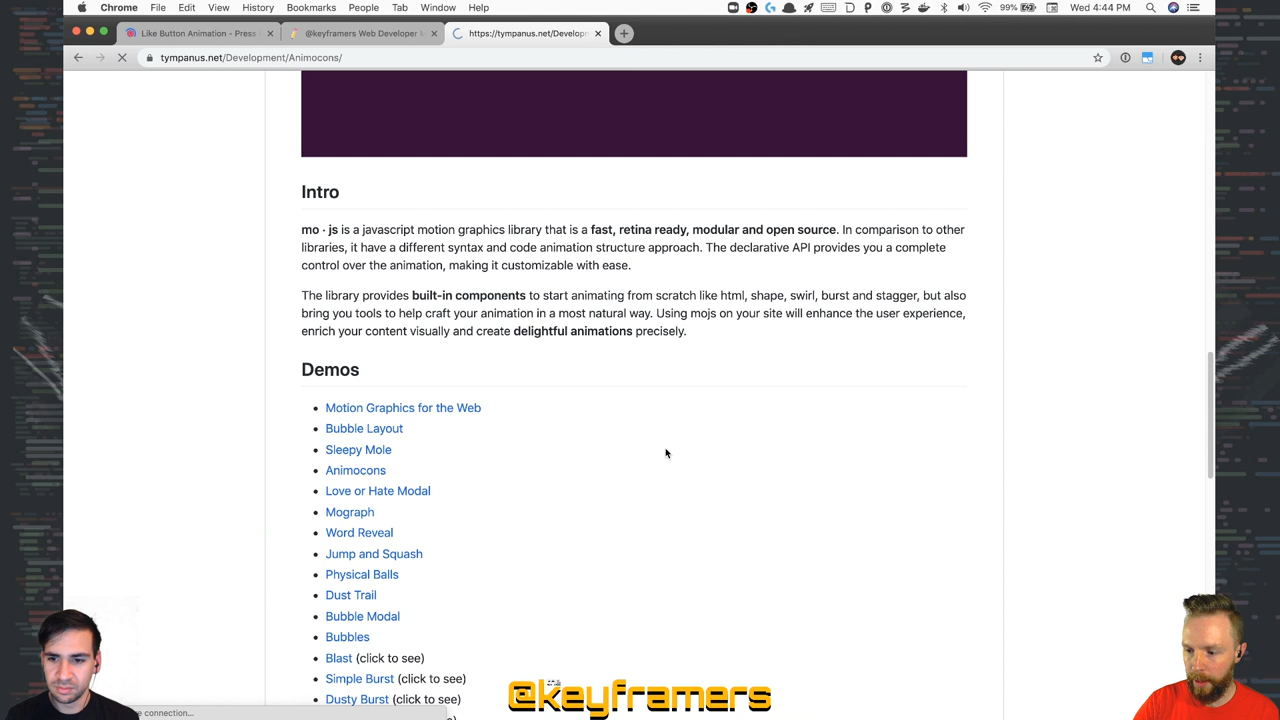 Chrome File Edit View History Bookmarks People Tab Window Help 99% Wed 4:44 PM
Like Button Animation - Press @keyframers Web Developer https://tympanus.net/Develop
tympanus.net/Development/Animocons/
Intro
mo · js is a javascript motion graphics library that is a fast, retina ready, modular and open source. In comparison to other
libraries, it have a different syntax and code animation structure approach. The declarative API provides you a complete
control over the animation, making it customizable with ease.
The library provides built-in components to start animating from scratch like html, shape, swirl, burst and stagger, but also
bring you tools to help craft your animation in a most natural way. Using mojs on your site will enhance the user experience,
enrich your content visually and create delightful animations precisely.
Demos
Motion Graphics for the Web
Bubble Layout
Sleepy Mole
Animocons
Love or Hate Modal
Mograph
Word Reveal
Jump and Squash
Physical Balls
Dust Trail
Bubble Modal
Bubbles
Blast (click to see)
Simple Burst (click to see)
Dusty Burst (click to see)
@keyframers
connection...